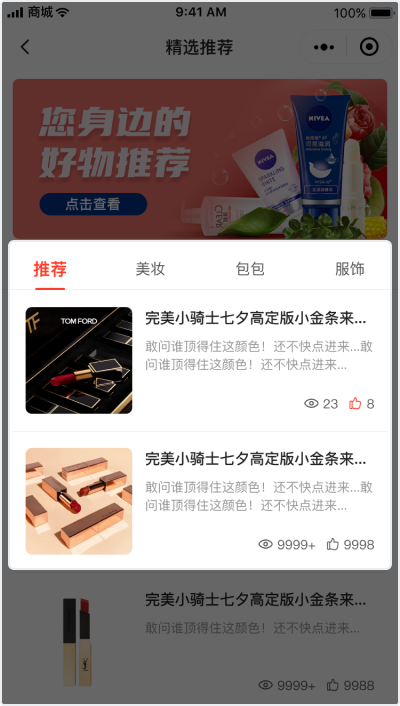 商城
9:41 AM
100%
精选推荐
您身边的
好物推荐
点击查看
NIVEA
NIVEA
推荐
美妆
包包
服饰
TF
TOM FORD
完美小骑士七夕高定版小金条来...
敢问谁顶得住这颜色！还不快点进来...敢
问谁顶得住这颜色！还不快点进来...
23
8
完美小骑士七夕高定版小金条来...
敢问谁顶得住这颜色！还不快点进来...敢
问谁顶得住这颜色！还不快点进来...
9999+
9998
完美小骑士七夕高定版小金条来...
敢问谁顶得住这颜色！还不快点进来...
9999+
9988